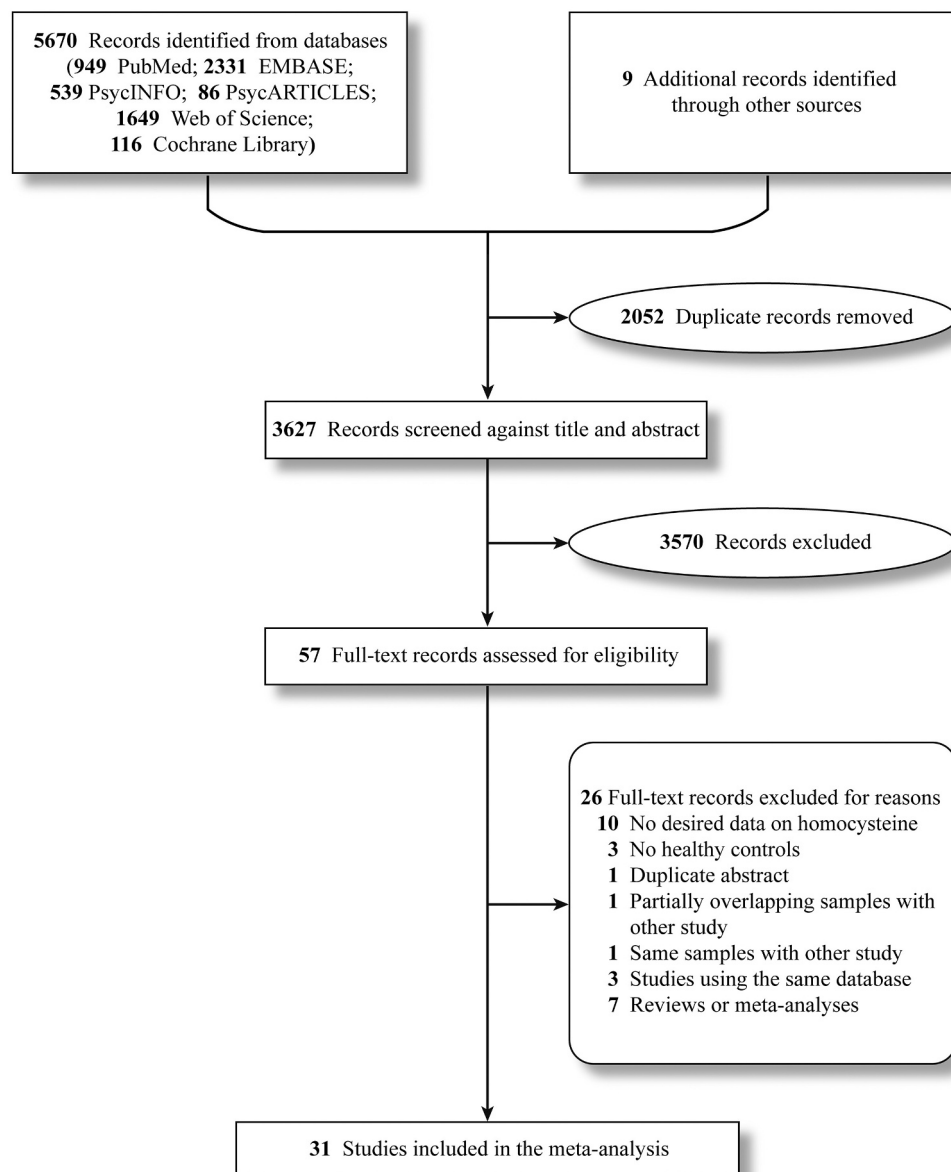 5670 Records identified from databases
(949 PubMed; 2331 EMBASE;
539 PsycINFO; 86 PsycARTICLES;
1649 Web of Science;
116 Cochrane Library)
9 Additional records identified
through other sources
2052 Duplicate records removed
3627 Records screened against title and abstract
3570 Records excluded
57 Full-text records assessed for eligibility
26 Full-text records excluded for reasons
10 No desired data on homocysteine
3 No healthy controls
1 Duplicate abstract
1 Partially overlapping samples with
other study
1 Same samples with other study
3 Studies using the same database
7 Reviews or meta-analyses
31 Studies included in the meta-analysis